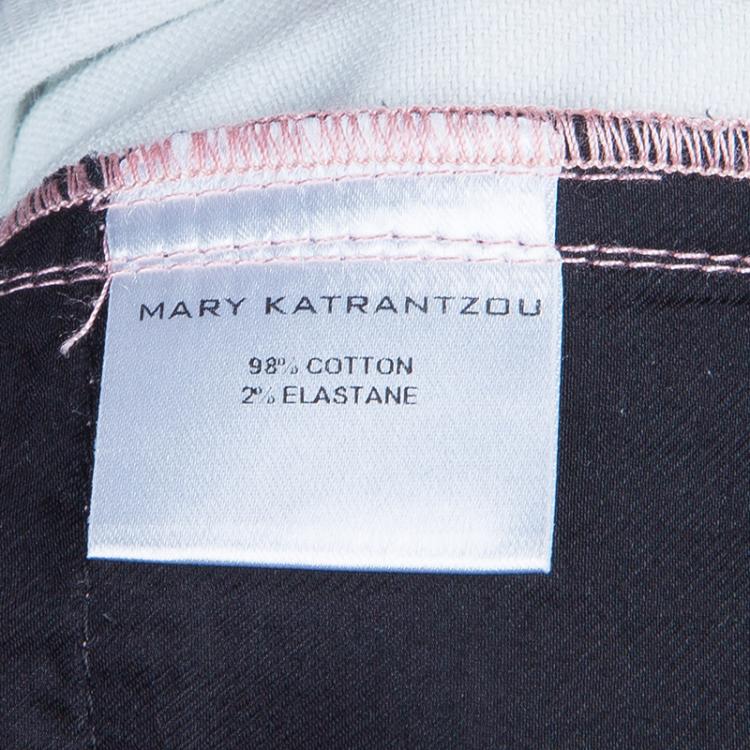 MARY KATRANTZOU
98% COTTON
2% ELASTANE